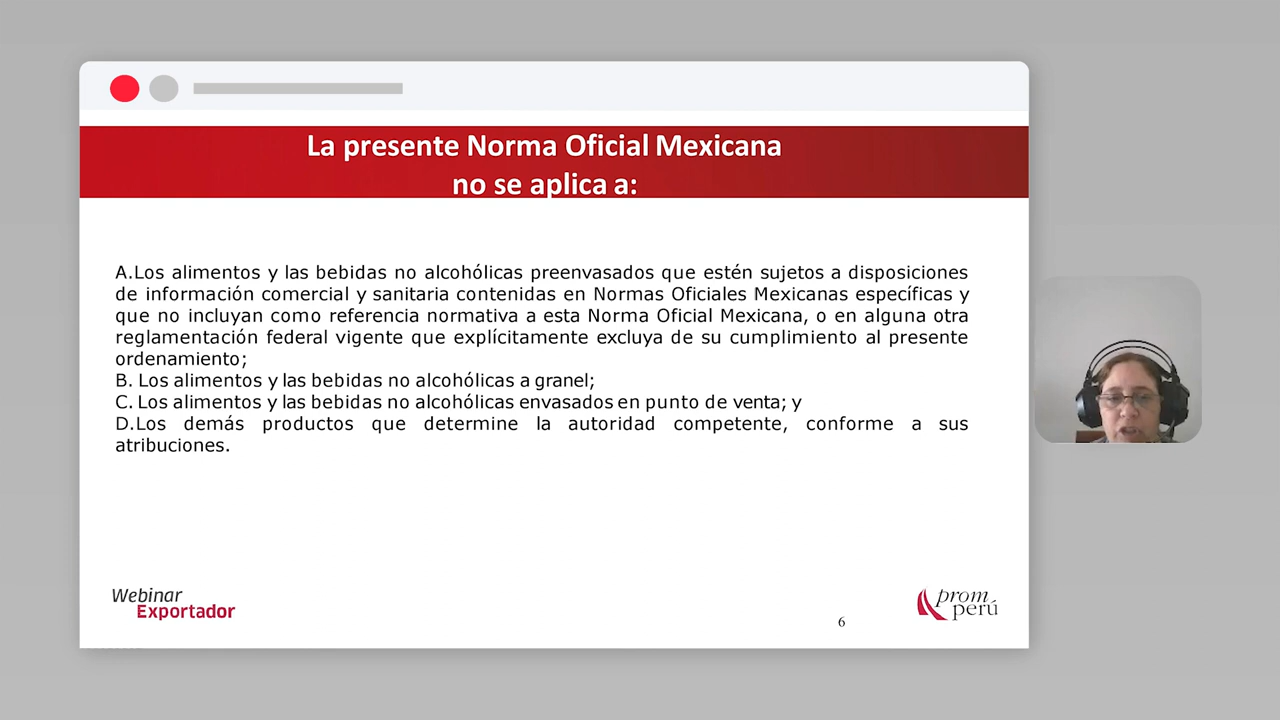 La presente Norma Oficial Mexicana
no se aplica a:
A.Los alimentos y las bebidas no alcohólicas preenvasados que estén sujetos a disposiciones
de información comercial y sanitaria contenidas en Normas Oficiales Mexicanas específicas y
que no incluyan como referencia normativa a esta Norma Oficial Mexicana, o en alguna otra
reglamentación federal vigente que explícitamente excluya de su cumplimiento al presente
ordenamiento;
B. Los alimentos y las bebidas no alcohólicas a granel;
C. Los alimentos y las bebidas no alcohólicas envasados en punto de venta; y
D.Los demás productos que determine la autoridad competente, conforme a sus
atribuciones.
Webinar
Exportador
6
prom
perú